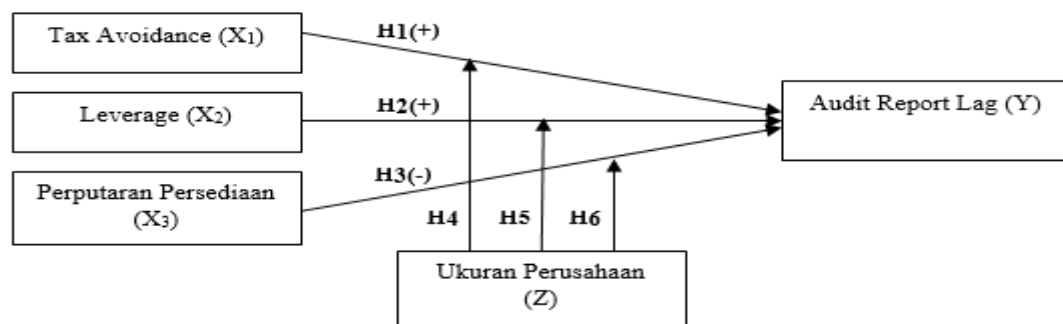 Tax Avoidance (X₁)
H1(+)
Leverage (X₂)
H2(+)
Audit Report Lag (Y)
Perputaran Persediaan
(X₃)
H3(-)
H4
H5
H6
Ukuran Perusahaan
(Z)